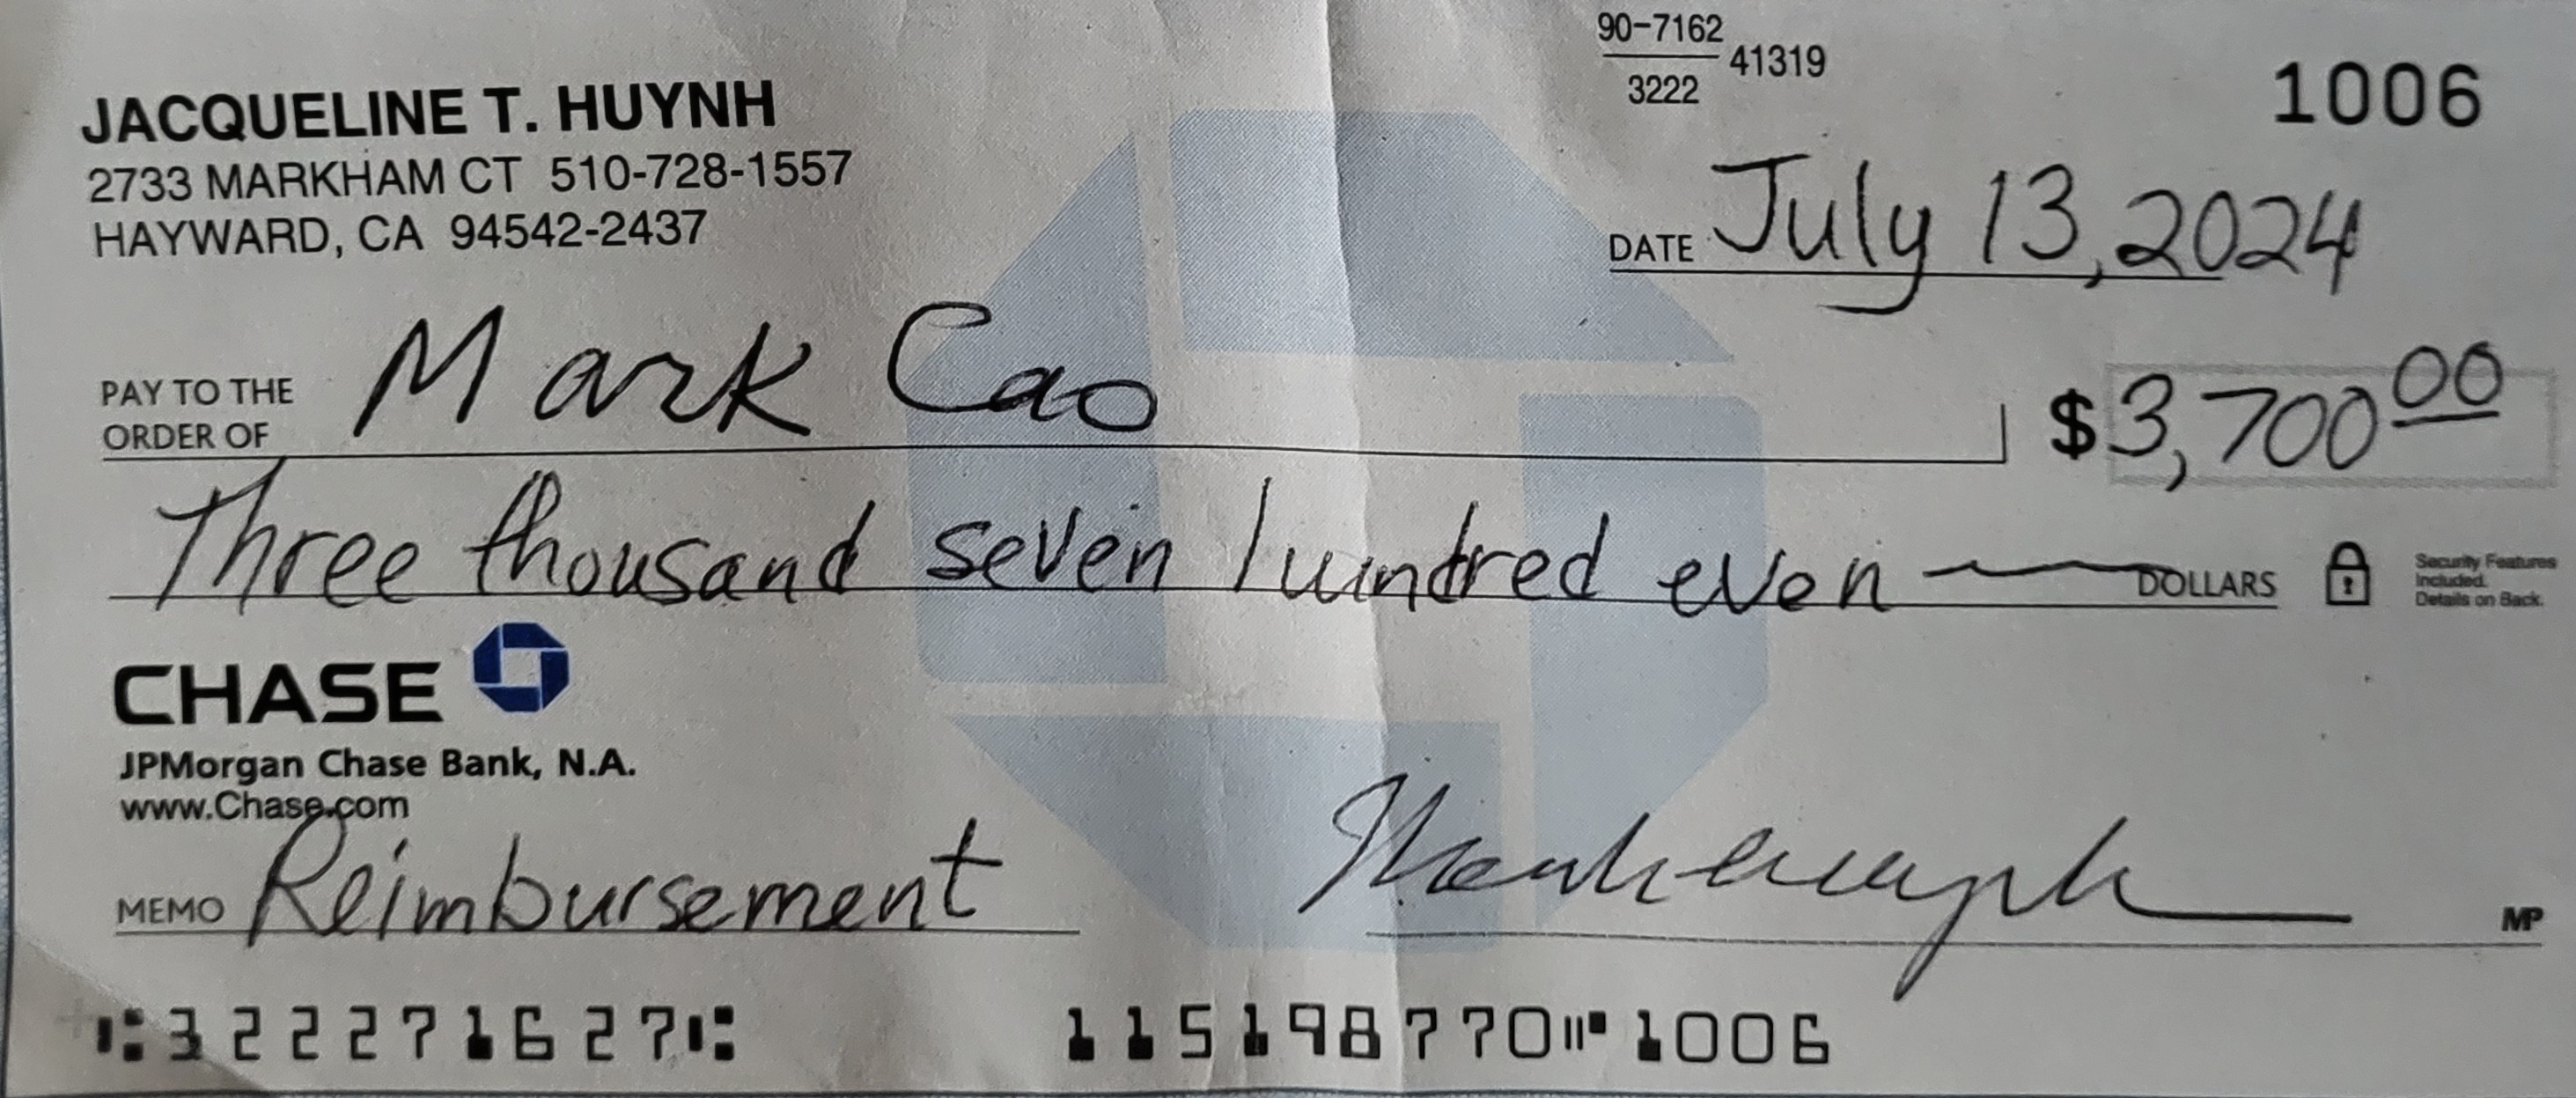 90-7162
3222
41319
1006
JACQUELINE T. HUYNH
2733 MARKHAM CT 510-728-1557
HAYWARD, CA 94542-2437
DATE July 13, 2024
PAY TO THE
ORDER OF Mark Cao
$ 3,700 00
Three thousand seven hundred even DOLLARS
Security Features
Included.
Details on Back.
CHASE
JPMorgan Chase Bank, N.A.
www.Chase.com
MEMO Reimbursement
MP
⑆322271627⑆ 115198770⑈1006